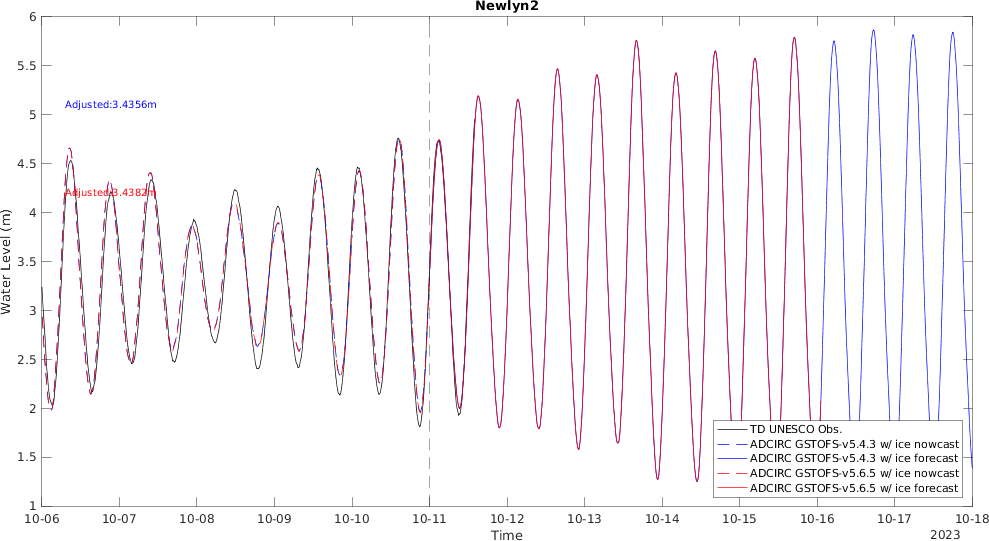 Newlyn2
Water Level (m)
6
5.5
5
4.5
4
3.5
3
2.5
2
1.5
1
Adjusted:3.4356m
Adjusted:3.4382m
TD UNESCO Obs.
ADCIRC GSTOFS-v5.4.3 w/ ice nowcast
ADCIRC GSTOFS-v5.4.3 w/ ice forecast
ADCIRC GSTOFS-v5.6.5 w/ ice nowcast
ADCIRC GSTOFS-v5.6.5 w/ ice forecast
10-06 10-07 10-08 10-09 10-10 10-11 10-12 10-13 10-14 10-15 10-16 10-17 10-18
Time
2023